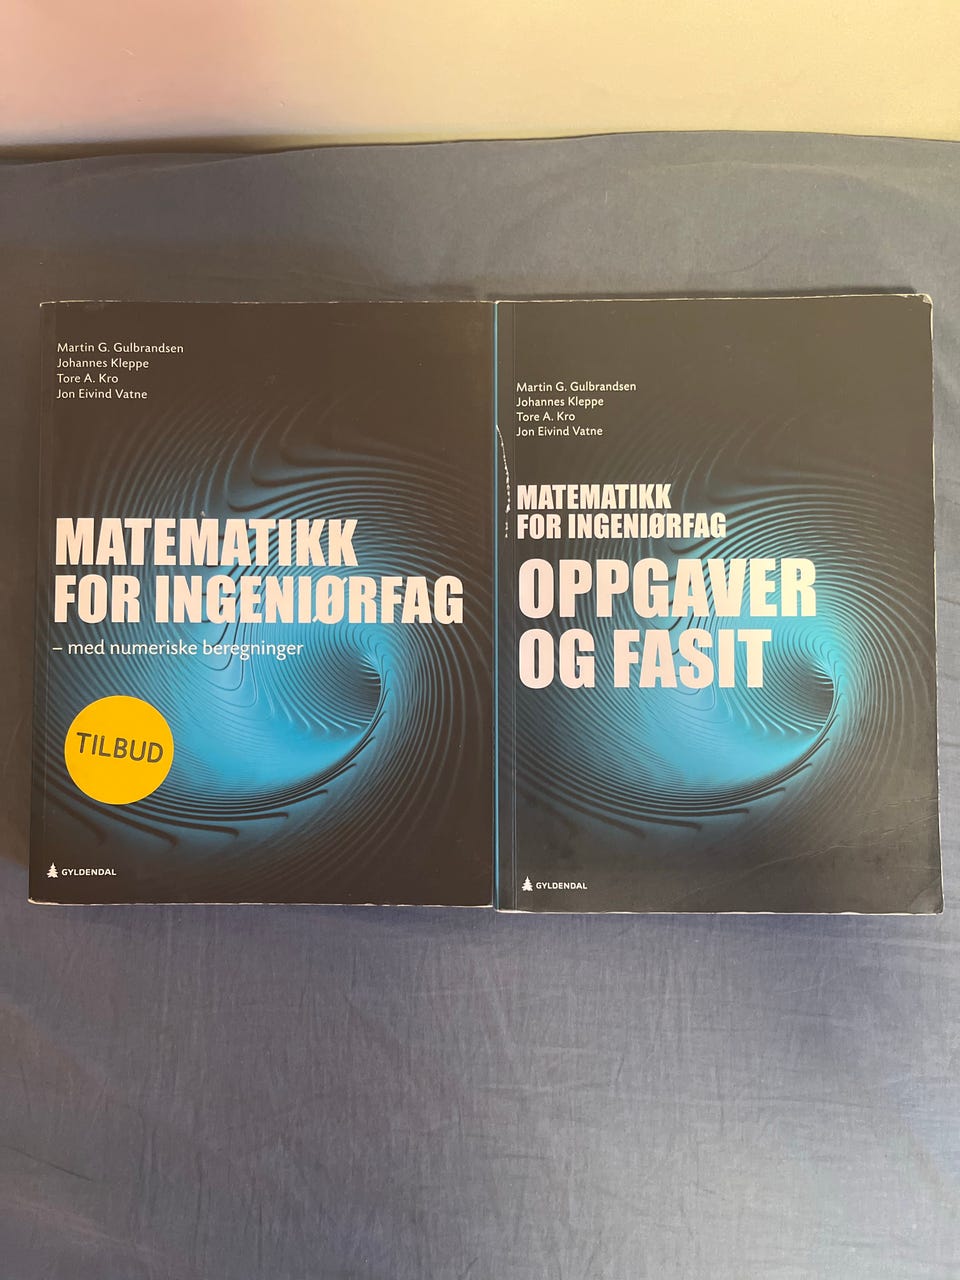 Martin G. Gulbrandsen
Johannes Kleppe
Tore A. Kro
Jon Eivind Vatne
MATEMATIKK
FOR INGENIØRFAG
– med numeriske beregninger
TILBUD
GYLDENDAL
Martin G. Gulbrandsen
Johannes Kleppe
Tore A. Kro
Jon Eivind Vatne
MATEMATIKK
FOR INGENIØRFAG
OPPGAVER
OG FASIT
GYLDENDAL